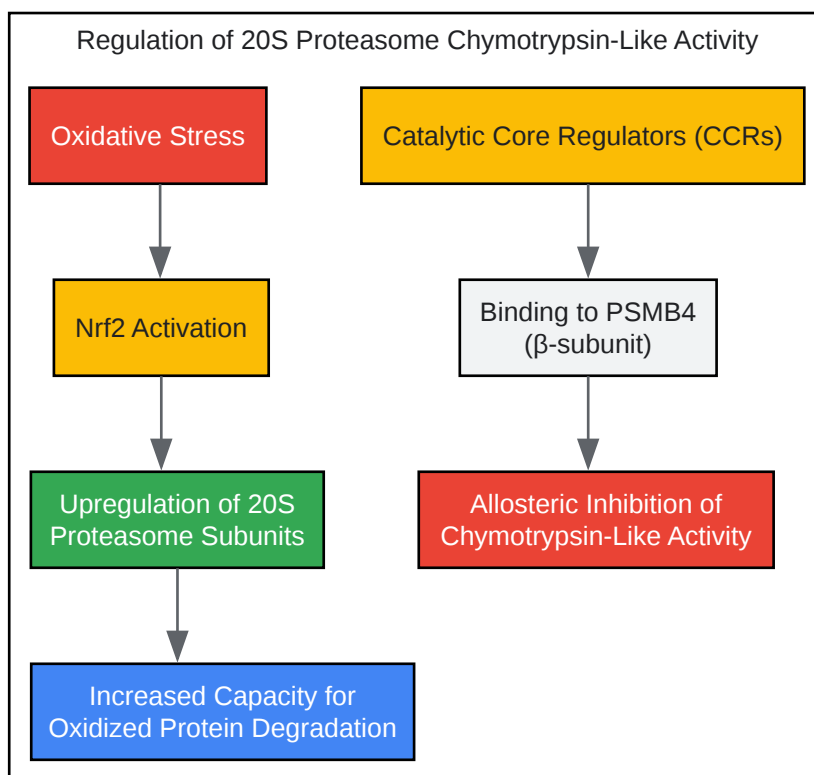 Regulation of 20S Proteasome Chymotrypsin-Like Activity
Oxidative Stress
Catalytic Core Regulators (CCRs)
Nrf2 Activation
Binding to PSMB4
(β-subunit)
Upregulation of 20S
Proteasome Subunits
Allosteric Inhibition of
Chymotrypsin-Like Activity
Increased Capacity for
Oxidized Protein Degradation